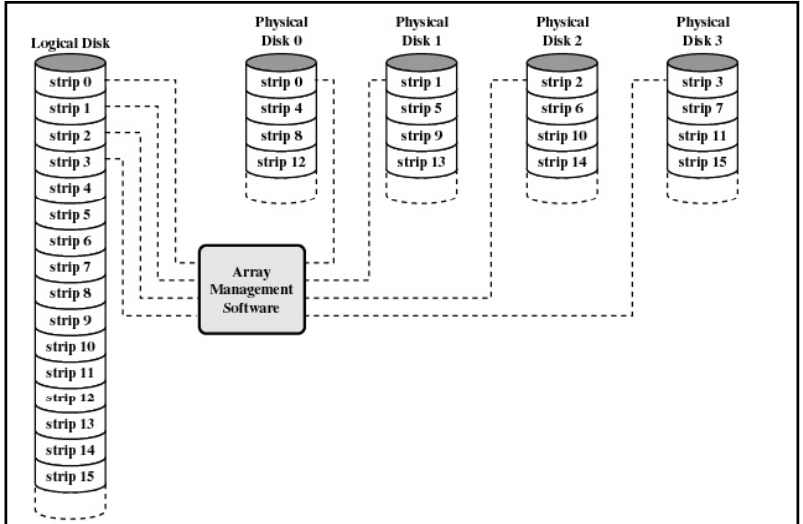 Logical Disk
strip 0
strip 1
strip 2
strip 3
strip 4
strip 5
strip 6
strip 7
strip 8
strip 9
strip 10
strip 11
strip 12
strip 13
strip 14
strip 15
Physical
Disk 0
strip 0
strip 4
strip 8
strip 12
Physical
Disk 1
strip 1
strip 5
strip 9
strip 13
Physical
Disk 2
strip 2
strip 6
strip 10
strip 14
Physical
Disk 3
strip 3
strip 7
strip 11
strip 15
Array
Management
Software